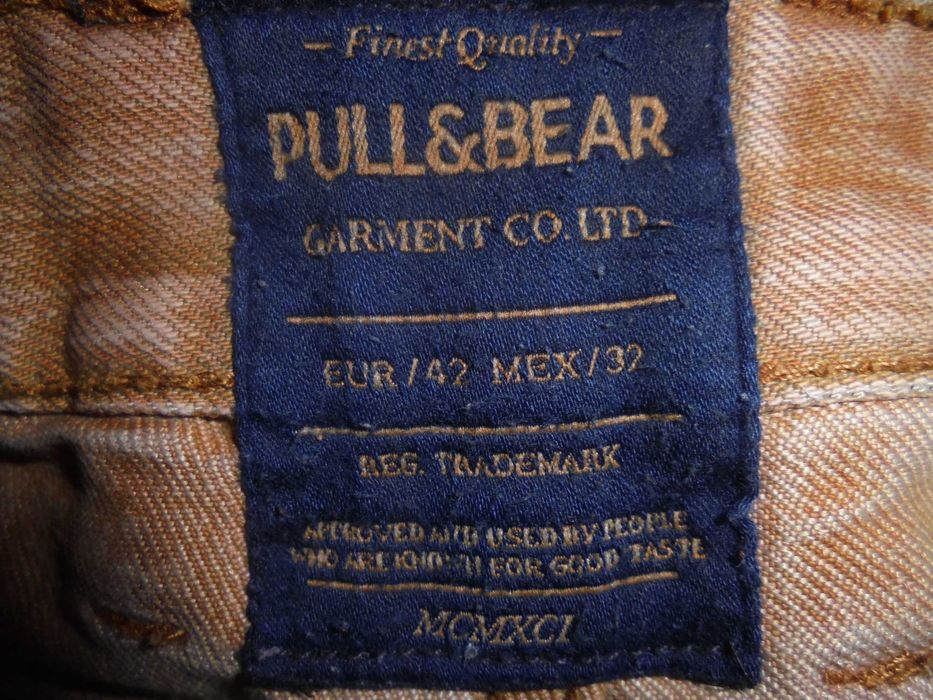 – Finest Quality –
PULL&BEAR
GARMENT CO. LTD
EUR / 42 MEX / 32
REG. TRADEMARK
APPROVED AND USED BY PEOPLE
WHO ARE KNOWN FOR GOOD TASTE
MCMXCI